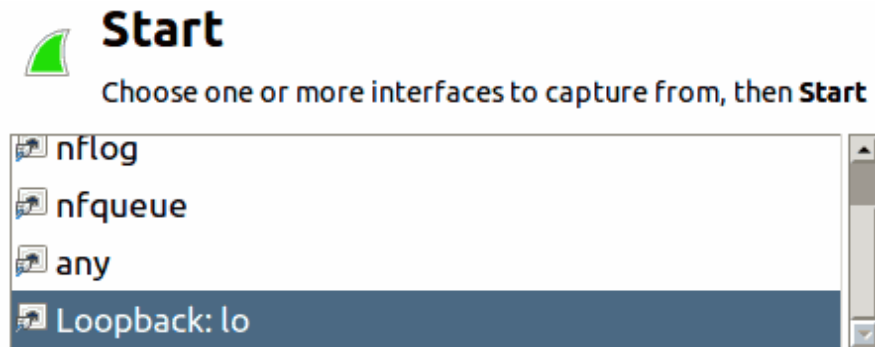 Start
Choose one or more interfaces to capture from, then Start
nflog
nfqueue
any
Loopback: lo